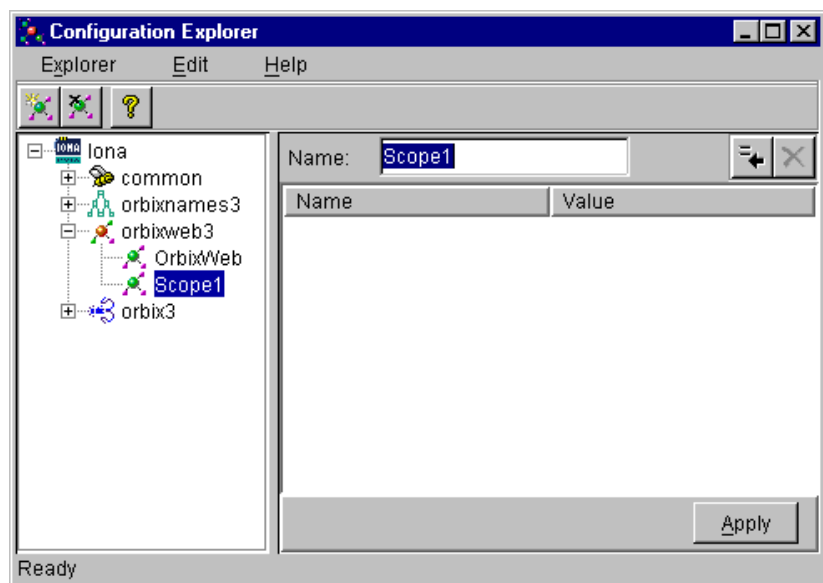 Configuration Explorer
Explorer Edit Help
Iona
common
orbixnames3
orbixweb3
OrbixWeb
Scope1
orbix3
Name: Scope1
Name Value
Apply
Ready